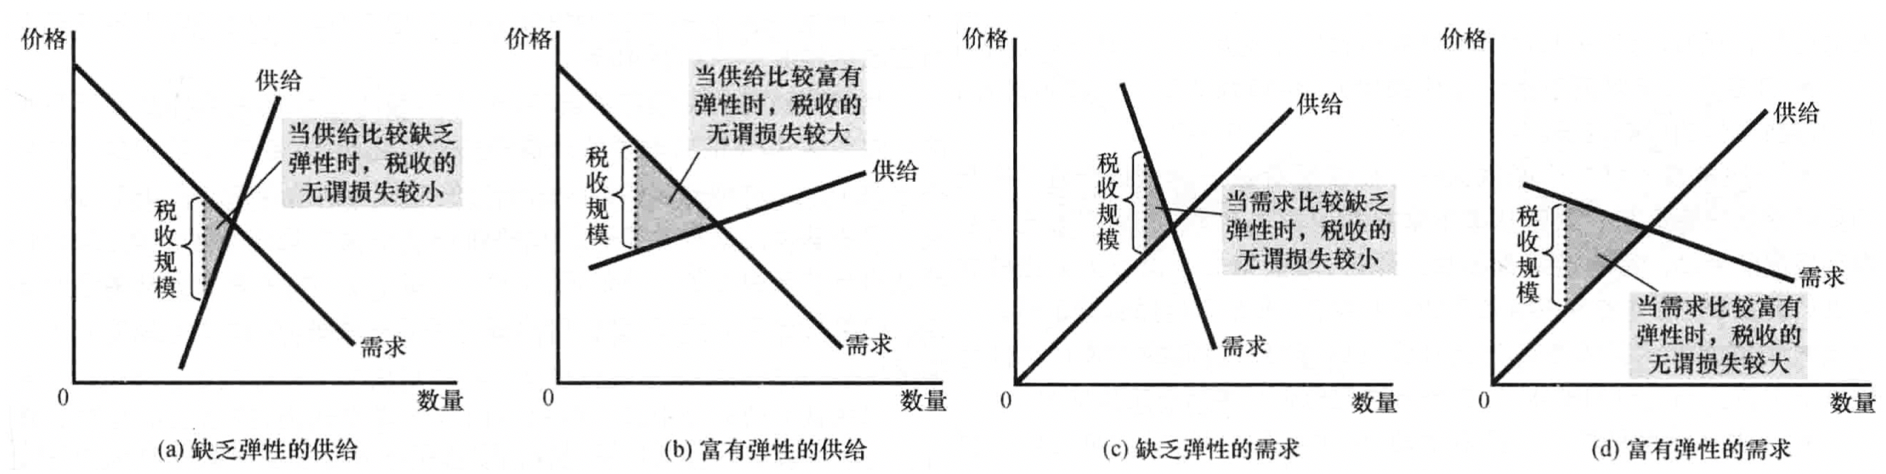 价格
供给
当供给比较缺乏
弹性时，税收的
无谓损失较小
税收规模
需求
0
数量
(a) 缺乏弹性的供给
价格
当供给比较富有
弹性时，税收的
无谓损失较大
税收规模
供给
需求
0
数量
(b) 富有弹性的供给
价格
供给
税收规模
当需求比较缺乏
弹性时，税收的
无谓损失较小
需求
0
数量
(c) 缺乏弹性的需求
价格
供给
税收规模
需求
当需求比较富有
弹性时，税收的
无谓损失较大
0
数量
(d) 富有弹性的需求